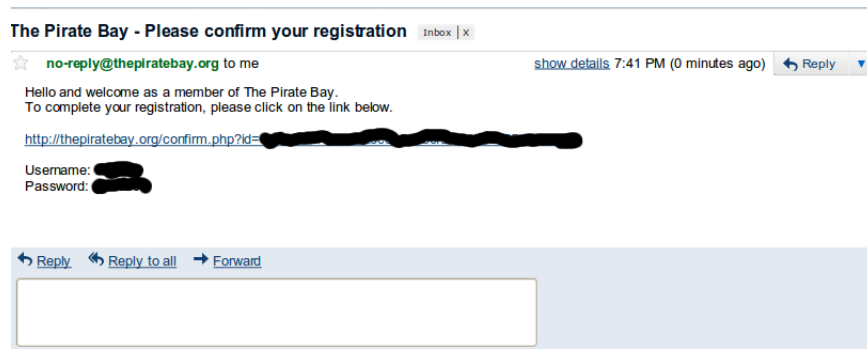 The Pirate Bay - Please confirm your registration Inbox | X
no-reply@thepiratebay.org to me show details 7:41 PM (0 minutes ago) Reply
Hello and welcome as a member of The Pirate Bay.
To complete your registration, please click on the link below.
http://thepiratebay.org/confirm.php?id=
Username:
Password:
Reply Reply to all Forward